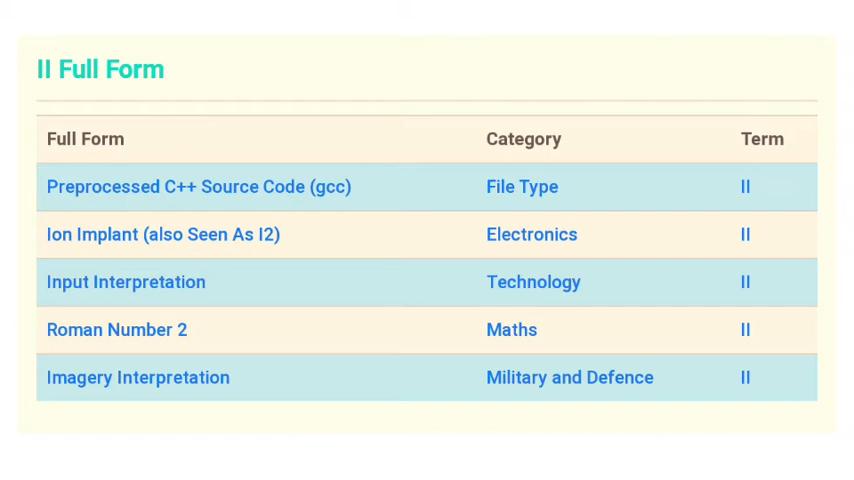 II Full Form
Full Form Category Term
Preprocessed C++ Source Code (gcc) File Type II
Ion Implant (also Seen As I2) Electronics II
Input Interpretation Technology II
Roman Number 2 Maths II
Imagery Interpretation Military and Defence II